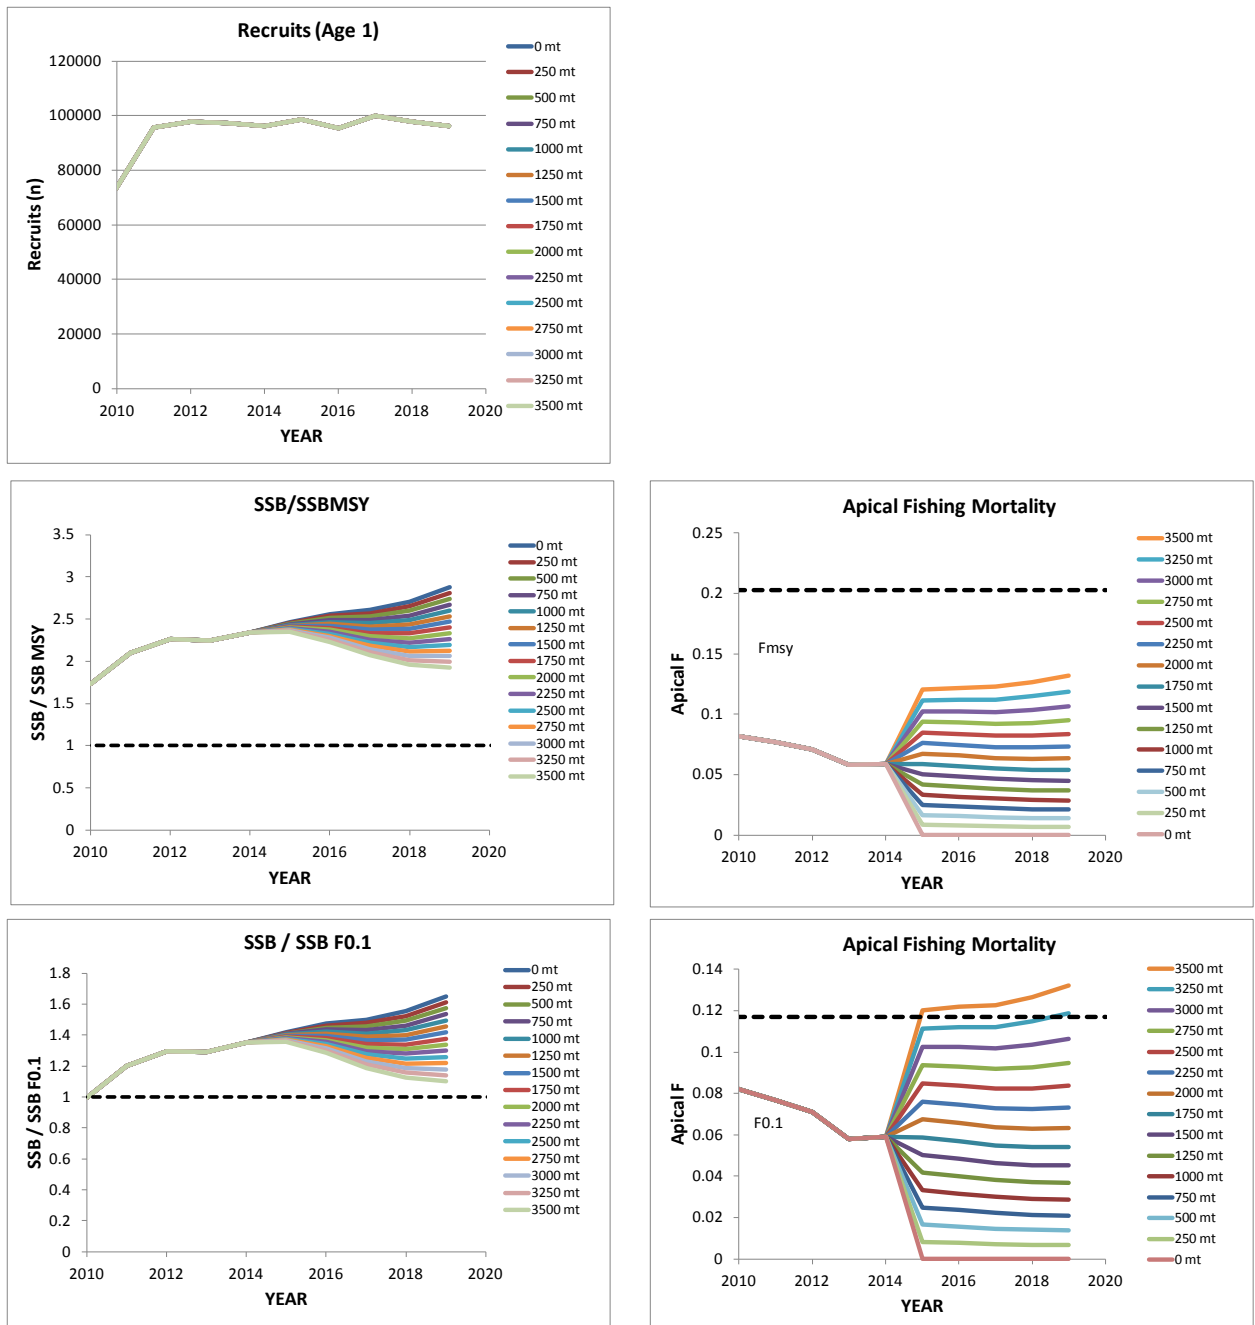 Recruits (Age 1)
Recruits (n)
120000
100000
80000
60000
40000
20000
0
2010 2012 2014 2016 2018 2020
YEAR
0 mt
250 mt
500 mt
750 mt
1000 mt
1250 mt
1500 mt
1750 mt
2000 mt
2250 mt
2500 mt
2750 mt
3000 mt
3250 mt
3500 mt
SSB/SSBMSY
SSB / SSB MSY
3.5
3
2.5
2
1.5
1
0.5
0
2010 2012 2014 2016 2018 2020
YEAR
0 mt
250 mt
500 mt
750 mt
1000 mt
1250 mt
1500 mt
1750 mt
2000 mt
2250 mt
2500 mt
2750 mt
3000 mt
3250 mt
3500 mt
Apical Fishing Mortality
Apical F
0.25
0.2
0.15
0.1
0.05
0
Fmsy
2010 2012 2014 2016 2018 2020
YEAR
3500 mt
3250 mt
3000 mt
2750 mt
2500 mt
2250 mt
2000 mt
1750 mt
1500 mt
1250 mt
1000 mt
750 mt
500 mt
250 mt
0 mt
SSB / SSB F0.1
SSB / SSB F0.1
1.8
1.6
1.4
1.2
1
0.8
0.6
0.4
0.2
0
2010 2012 2014 2016 2018 2020
YEAR
0 mt
250 mt
500 mt
750 mt
1000 mt
1250 mt
1500 mt
1750 mt
2000 mt
2250 mt
2500 mt
2750 mt
3000 mt
3250 mt
3500 mt
Apical Fishing Mortality
Apical F
0.14
0.12
0.1
0.08
0.06
0.04
0.02
0
F0.1
2010 2012 2014 2016 2018 2020
YEAR
3500 mt
3250 mt
3000 mt
2750 mt
2500 mt
2250 mt
2000 mt
1750 mt
1500 mt
1250 mt
1000 mt
750 mt
500 mt
250 mt
0 mt